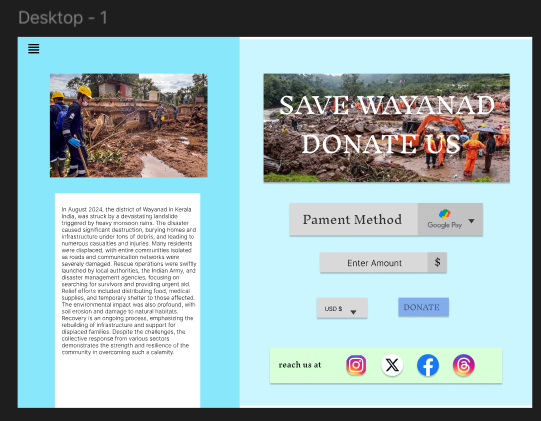 Desktop - 1
SAVE WAYANAD
DONATE US
In August 2024, the district of Wayanad in Kerala
India, was struck by a devastating landslide
triggered by heavy monsoon rains. The disaster
caused significant destruction, burying homes and
infrastructure under tons of debris, and leading to
numerous casualties and injuries. Many residents
were displaced, with entire communities isolated
as roads and communication networks were
severely damaged. Rescue operations were swiftly
launched by local authorities, the Indian Army, and
disaster management agencies, focusing on
searching for survivors and providing urgent aid.
Relief efforts included distributing food, medical
supplies, and temporary shelter to those affected.
The environmental impact was also profound, with
soil erosion and damage to natural habitats.
Recovery is an ongoing process, emphasizing the
rebuilding of infrastructure and support for
displaced families. Despite the challenges, the
collective response from various sectors
demonstrates the strength and resilience of the
community in overcoming such a calamity.
Pament Method
Google Pay
Enter Amount $
USD $
DONATE
reach us at